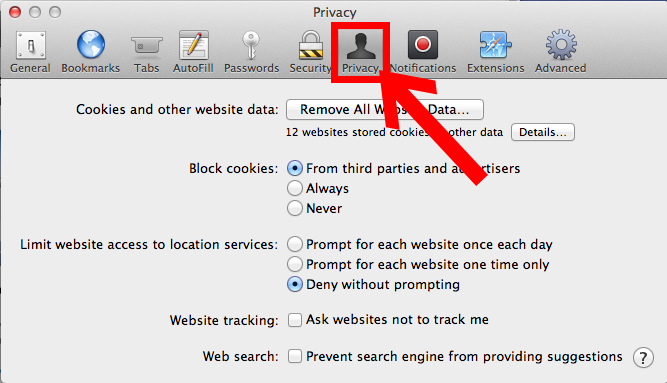 Privacy
General Bookmarks Tabs AutoFill Passwords Security Privacy Notifications Extensions Advanced
Cookies and other website data: Remove All Website Data...
12 websites stored cookies or other data Details...
Block cookies: From third parties and advertisers
Always
Never
Limit website access to location services: Prompt for each website once each day
Prompt for each website one time only
Deny without prompting
Website tracking: Ask websites not to track me
Web search: Prevent search engine from providing suggestions ?